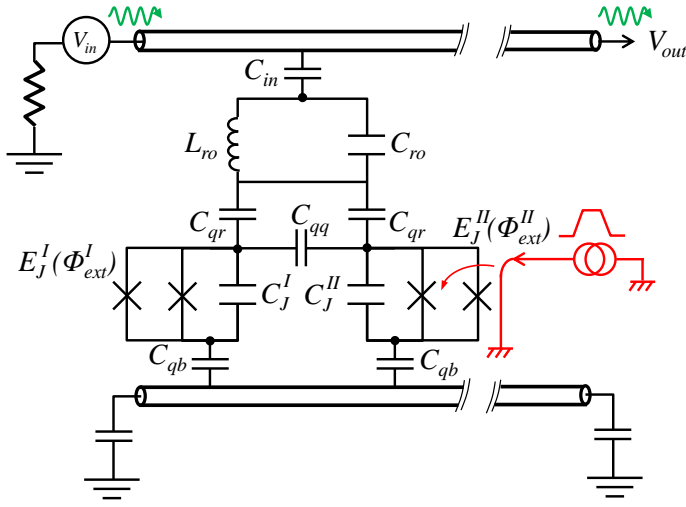 V_in
V_out
C_in
L_ro
C_ro
C_qr
C_qq
C_qr
E_J^I(Φ_ext^I)
E_J^II(Φ_ext^II)
C_J^I
C_J^II
C_qb
C_qb